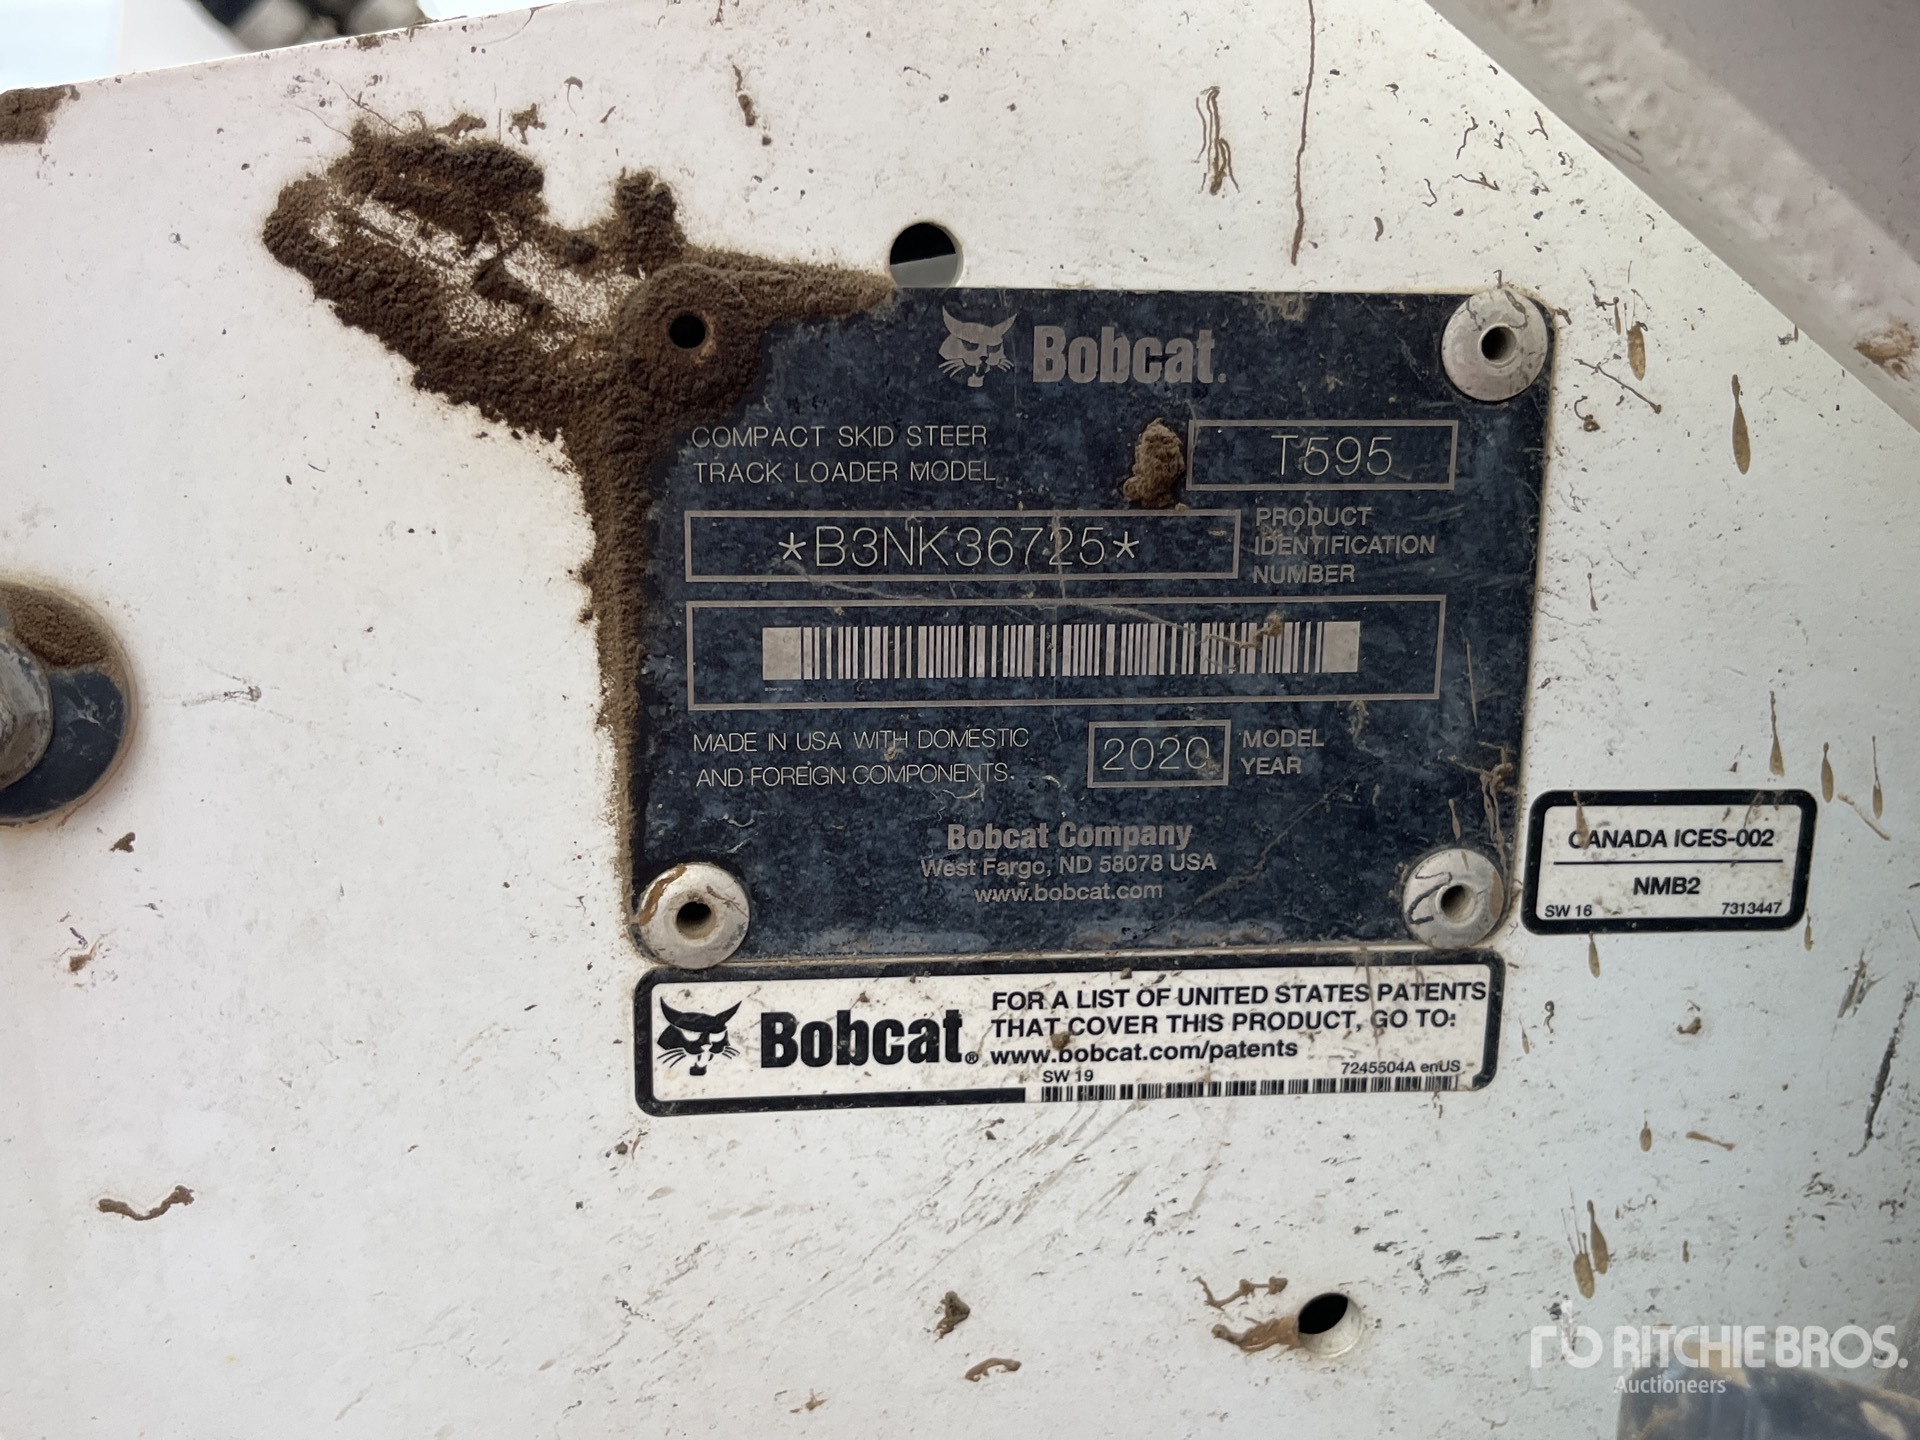 Bobcat.
COMPACT SKID STEER
TRACK LOADER MODEL
T595
*B3NK36725*
PRODUCT
IDENTIFICATION
NUMBER
MADE IN USA WITH DOMESTIC
AND FOREIGN COMPONENTS.
2020
MODEL
YEAR
Bobcat Company
West Fargo, ND 58078 USA
www.bobcat.com
CANADA ICES-002
NMB2
SW 16 7313447
Bobcat®
FOR A LIST OF UNITED STATES PATENTS
THAT COVER THIS PRODUCT, GO TO:
www.bobcat.com/patents
SW 19 7245504A enUS
rb RITCHIE BROS.
Auctioneers